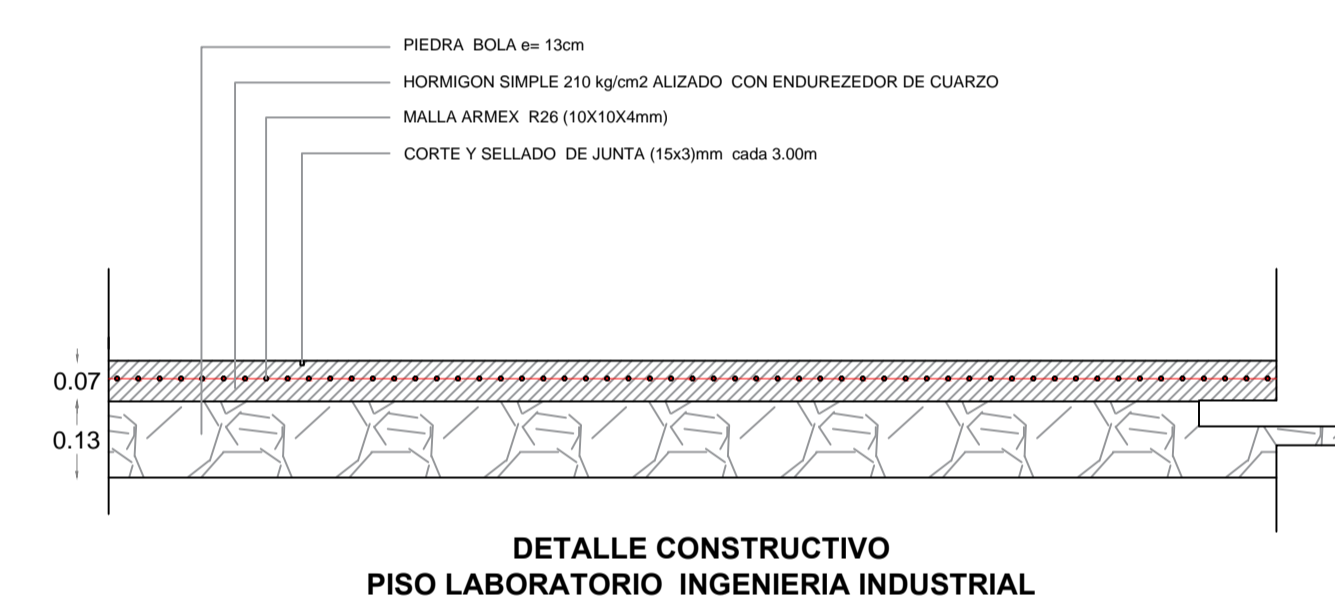 PIEDRA BOLA e= 13cm
HORMIGON SIMPLE 210 kg/cm2 ALIZADO CON ENDUREZEDOR DE CUARZO
MALLA ARMEX R26 (10X10X4mm)
CORTE Y SELLADO DE JUNTA (15x3)mm cada 3.00m
0.07
0.13
DETALLE CONSTRUCTIVO
PISO LABORATORIO INGENIERIA INDUSTRIAL